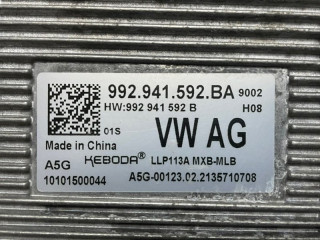 992.941.592.BA 9002
HW:992 941 592 B H08
01S
VW AG
Made in China
A5G KEBODA® LLP113A MXB-MLB
10101500044 A5G-00123.02.2135710708